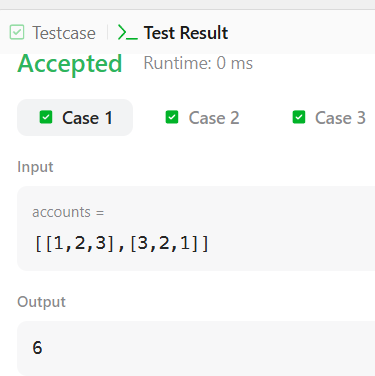 Testcase Test Result
Accepted Runtime: 0 ms
Case 1 Case 2 Case 3
Input
accounts =
[[1,2,3],[3,2,1]]
Output
6